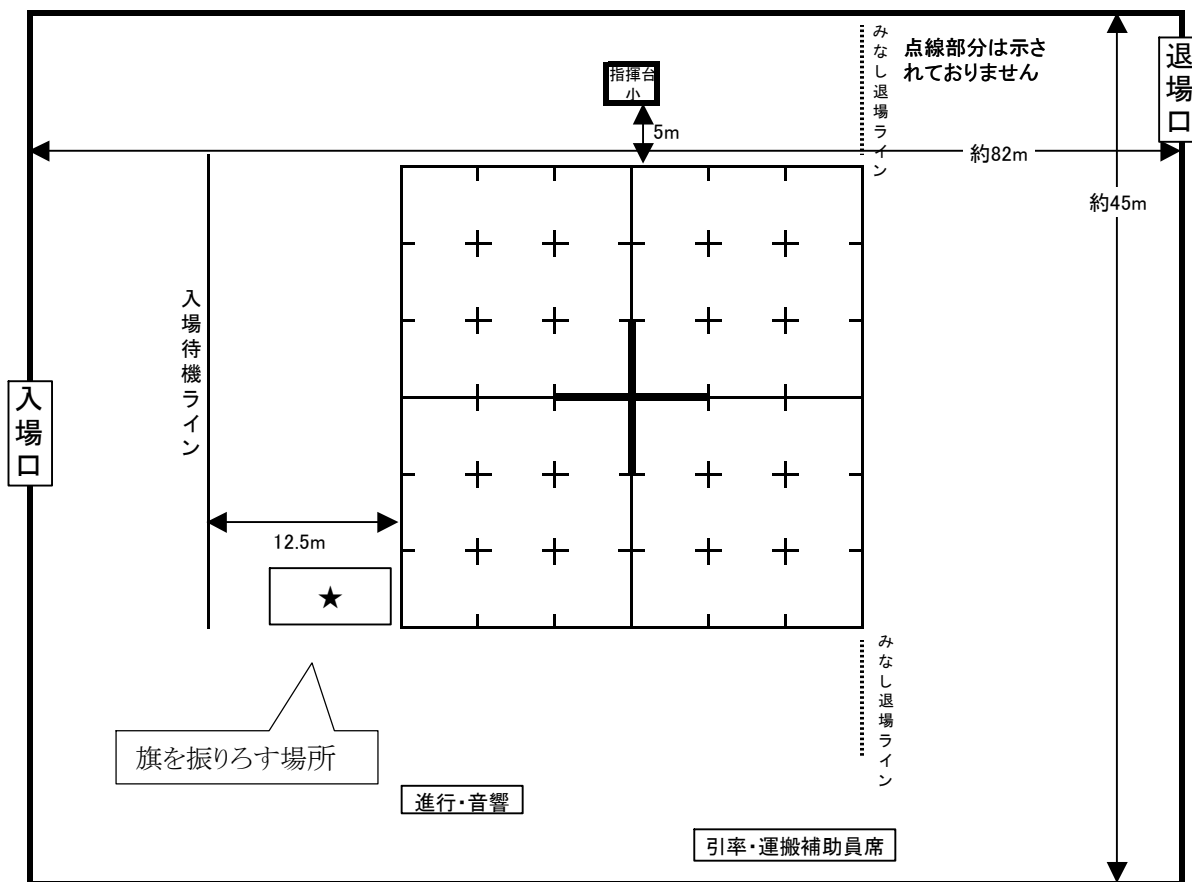 みなし退場ライン
点線部分は示さ
れておりません
退場口
指揮台
小
5m
約82m
約45m
入場待機ライン
入場口
12.5m
★
みなし退場ライン
旗を振りろす場所
進行・音響
引率・運搬補助員席